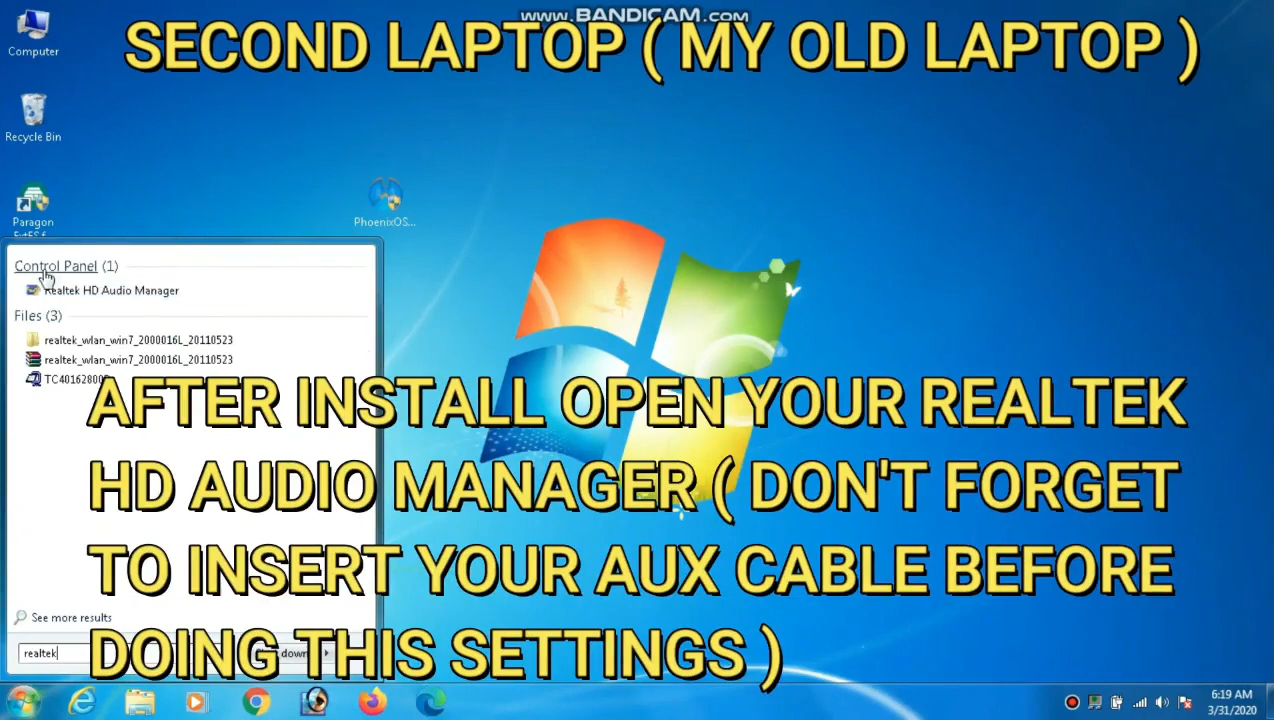 www.BANDICAM.com
SECOND LAPTOP ( MY OLD LAPTOP )
Computer
Recycle Bin
Paragon
PhoenixOS...
Control Panel (1)
Realtek HD Audio Manager
Files (3)
realtek_wlan_win7_2000016L_20110523
realtek_wlan_win7_2000016L_20110523
AFTER INSTALL OPEN YOUR REALTEK
HD AUDIO MANAGER ( DON'T FORGET
TO INSERT YOUR AUX CABLE BEFORE
DOING THIS SETTINGS )
See more results
realtek
down
6:19 AM
3/31/2020